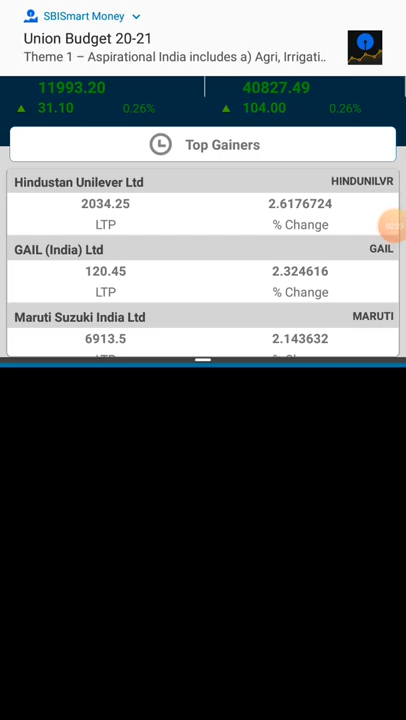 SBISmart Money
Union Budget 20-21
Theme 1 – Aspirational India includes a) Agri, Irrigati..
11993.20 40827.49
31.10 0.26% 104.00 0.26%
Top Gainers
Hindustan Unilever Ltd HINDUNILVR
2034.25 2.6176724
LTP % Change
GAIL (India) Ltd GAIL
120.45 2.324616
LTP % Change
Maruti Suzuki India Ltd MARUTI
6913.5 2.143632